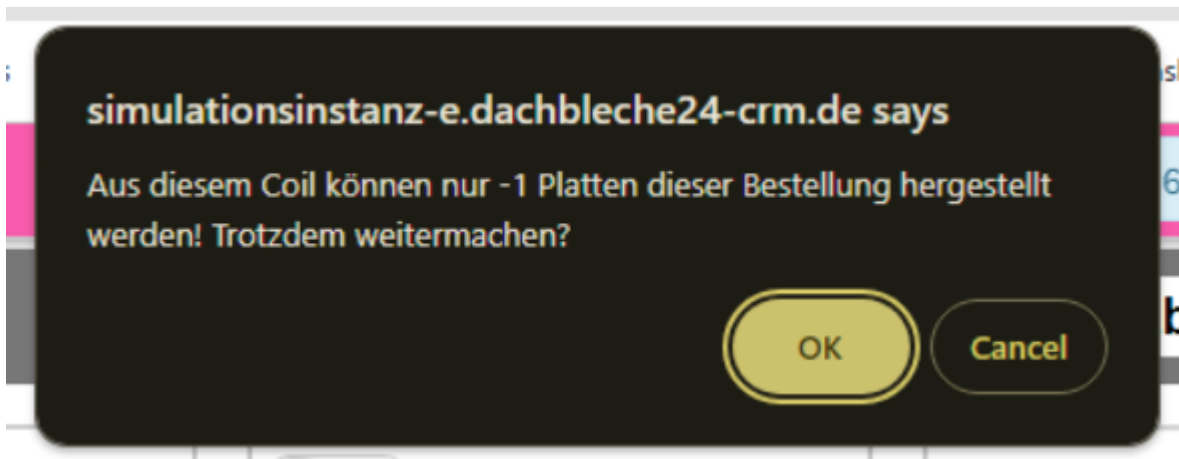 simulationsinstanz-e.dachbleche24-crm.de says
Aus diesem Coil können nur -1 Platten dieser Bestellung hergestellt
werden! Trotzdem weitermachen?
OK
Cancel